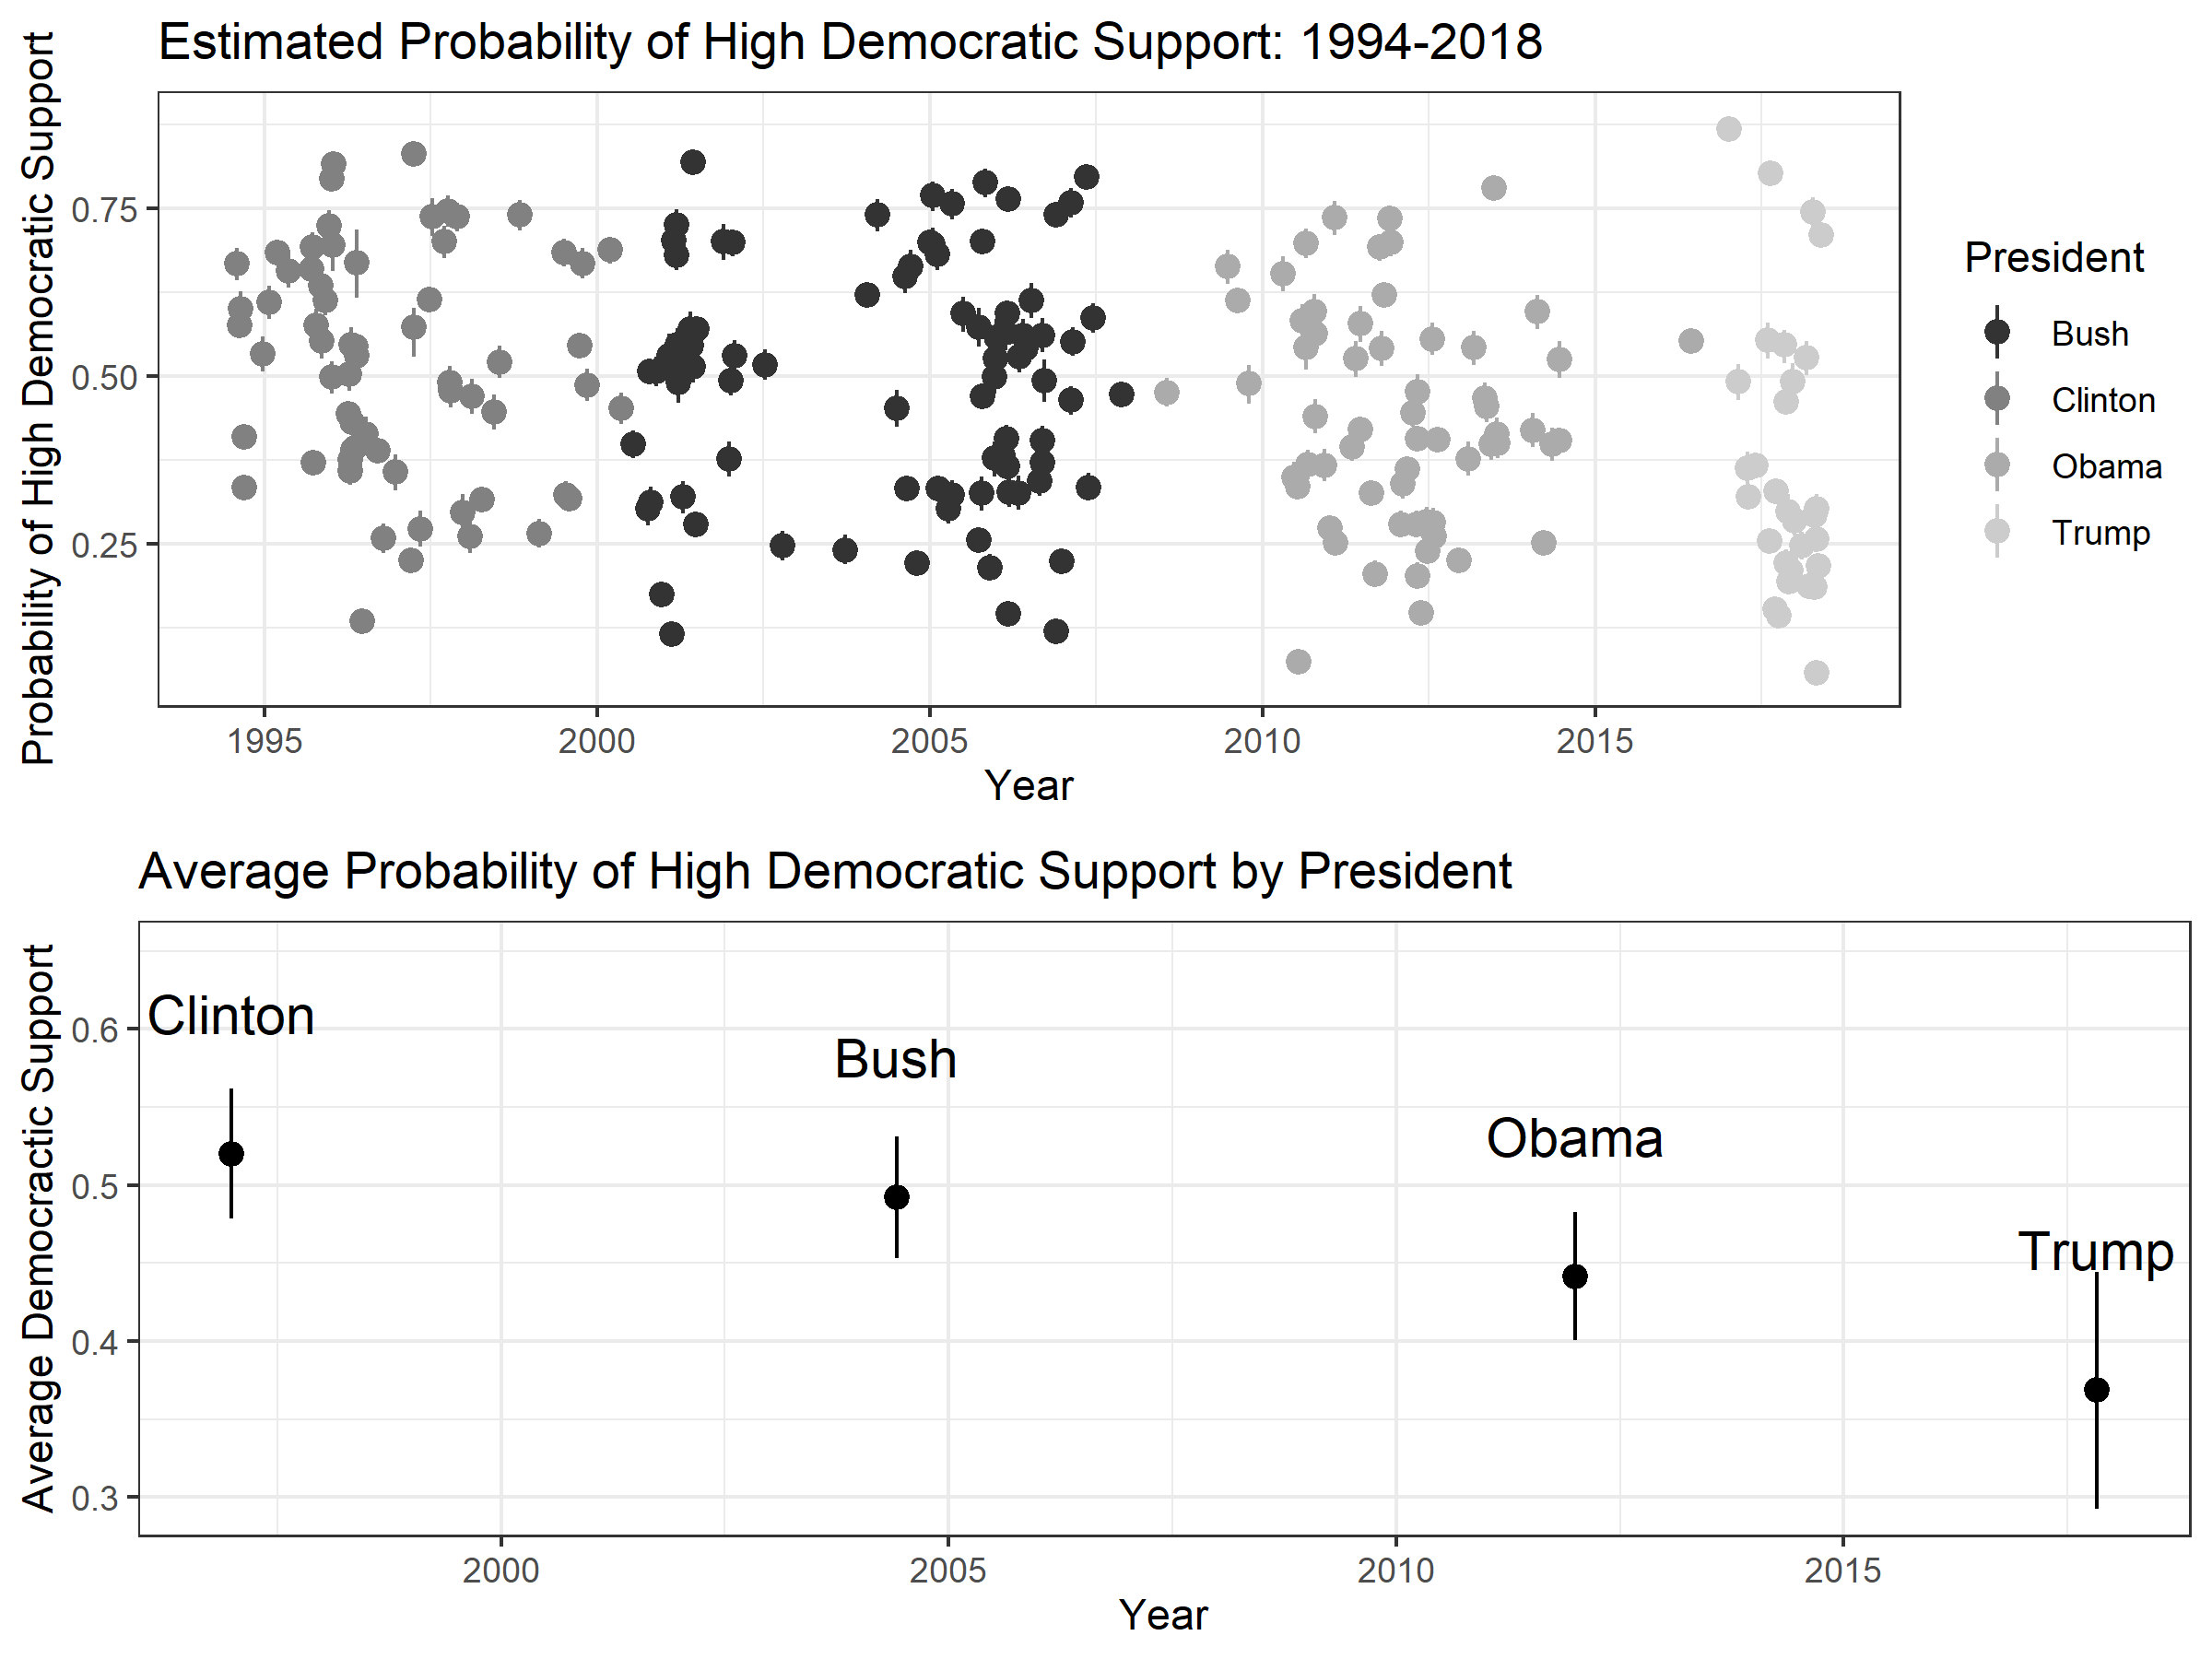 Estimated Probability of High Democratic Support: 1994-2018
Probability of High Democratic Support
0.75
0.50
0.25
1995 2000 2005 2010 2015
Year
President
Bush
Clinton
Obama
Trump
Average Probability of High Democratic Support by President
Average Democractic Support
0.6
0.5
0.4
0.3
Clinton
Bush
Obama
Trump
2000 2005 2010 2015
Year